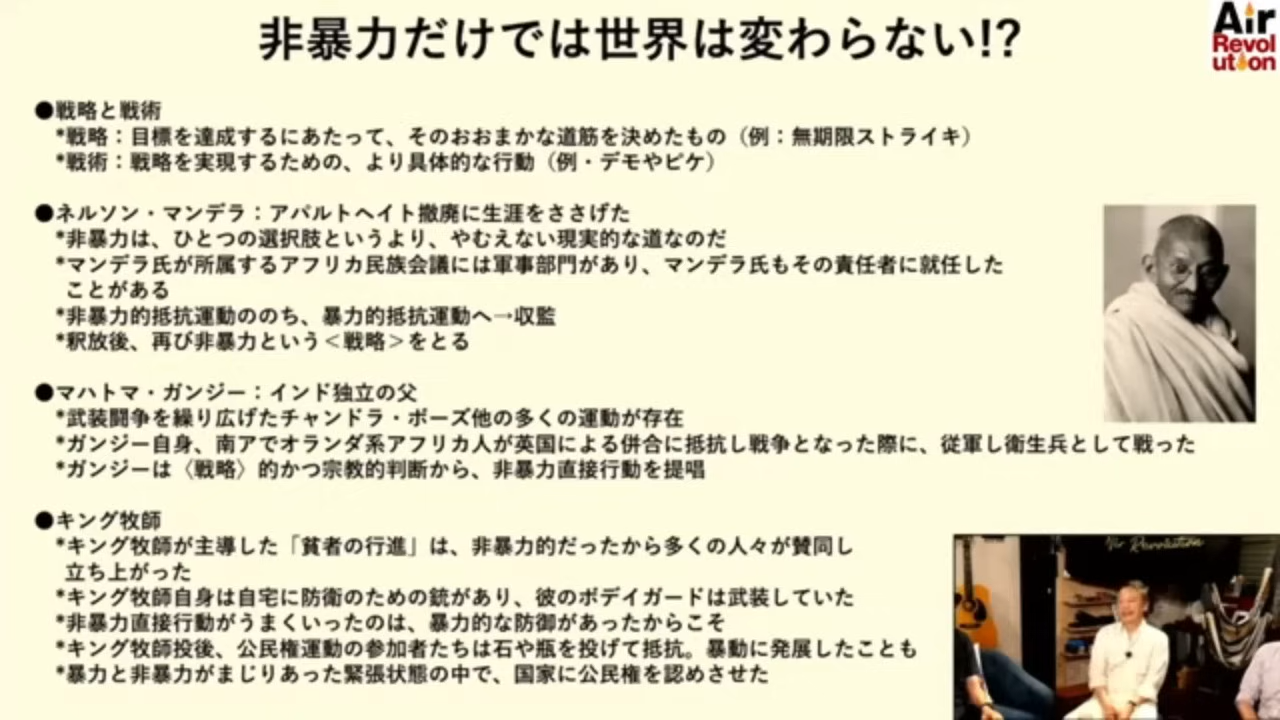 非暴力だけでは世界は変わらない!?
Air
Revol
ution
●戦略と戦術
*戦略：目標を達成するにあたって、そのおおまかな道筋を決めたもの（例：無期限ストライキ）
*戦術：戦略を実現するための、より具体的な行動（例・デモやピケ）
●ネルソン・マンデラ：アパルトヘイト撤廃に生涯をささげた
*非暴力は、ひとつの選択肢というより、やむえない現実的な道なのだ
*マンデラ氏が所属するアフリカ民族会議には軍事部門があり、マンデラ氏もその責任者に就任した
ことがある
*非暴力的抵抗運動ののち、暴力的抵抗運動へ→収監
*釈放後、再び非暴力という＜戦略＞をとる
●マハトマ・ガンジー：インド独立の父
*武装闘争を繰り広げたチャンドラ・ボーズ他の多くの運動が存在
*ガンジー自身、南アでオランダ系アフリカ人が英国による併合に抵抗し戦争となった際に、従軍し衛生兵として戦った
*ガンジーは〈戦略〉的かつ宗教的判断から、非暴力直接行動を提唱
●キング牧師
*キング牧師が主導した「貧者の行進」は、非暴力的だったから多くの人々が賛同し
立ち上がった
*キング牧師自身は自宅に防衛のための銃があり、彼のボデイガードは武装していた
*非暴力直接行動がうまくいったのは、暴力的な防御があったからこそ
*キング牧師投後、公民権運動の参加者たちは石や瓶を投げて抵抗。暴動に発展したことも
*暴力と非暴力がまじりあった緊張状態の中で、国家に公民権を認めさせた
Air Revolution